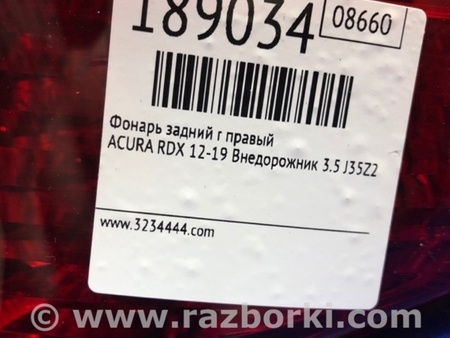 189034
08660
Фонарь задний г правый
ACURA RDX 12-19 Внедорожник 3.5 J35Z2
www.3234444.com
© www.razborki.com/